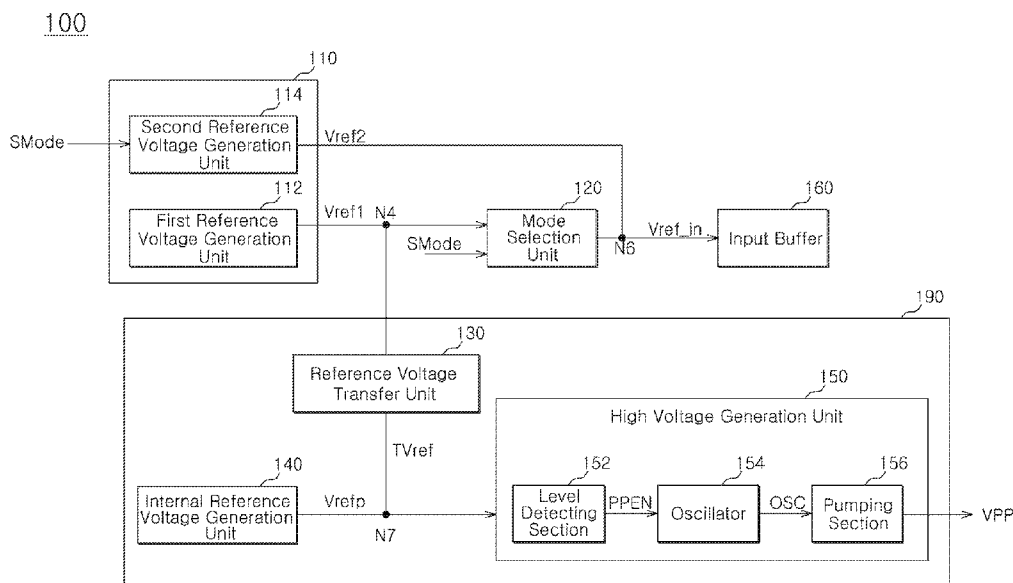 100
110
114
SMode
Second Reference
Voltage Generation
Unit
Vref2
112
First Reference
Voltage Generation
Unit
Vref1
N4
120
Mode
Selection
Unit
SMode
N6
Vref_in
160
Input Buffer
190
130
Reference Voltage
Transfer Unit
TVref
140
Internal Reference
Voltage Generation
Unit
Vrefp
N7
150
High Voltage Generation Unit
152
Level
Detecting
Section
PPEN
154
Oscillator
OSC
156
Pumping
Section
VPP